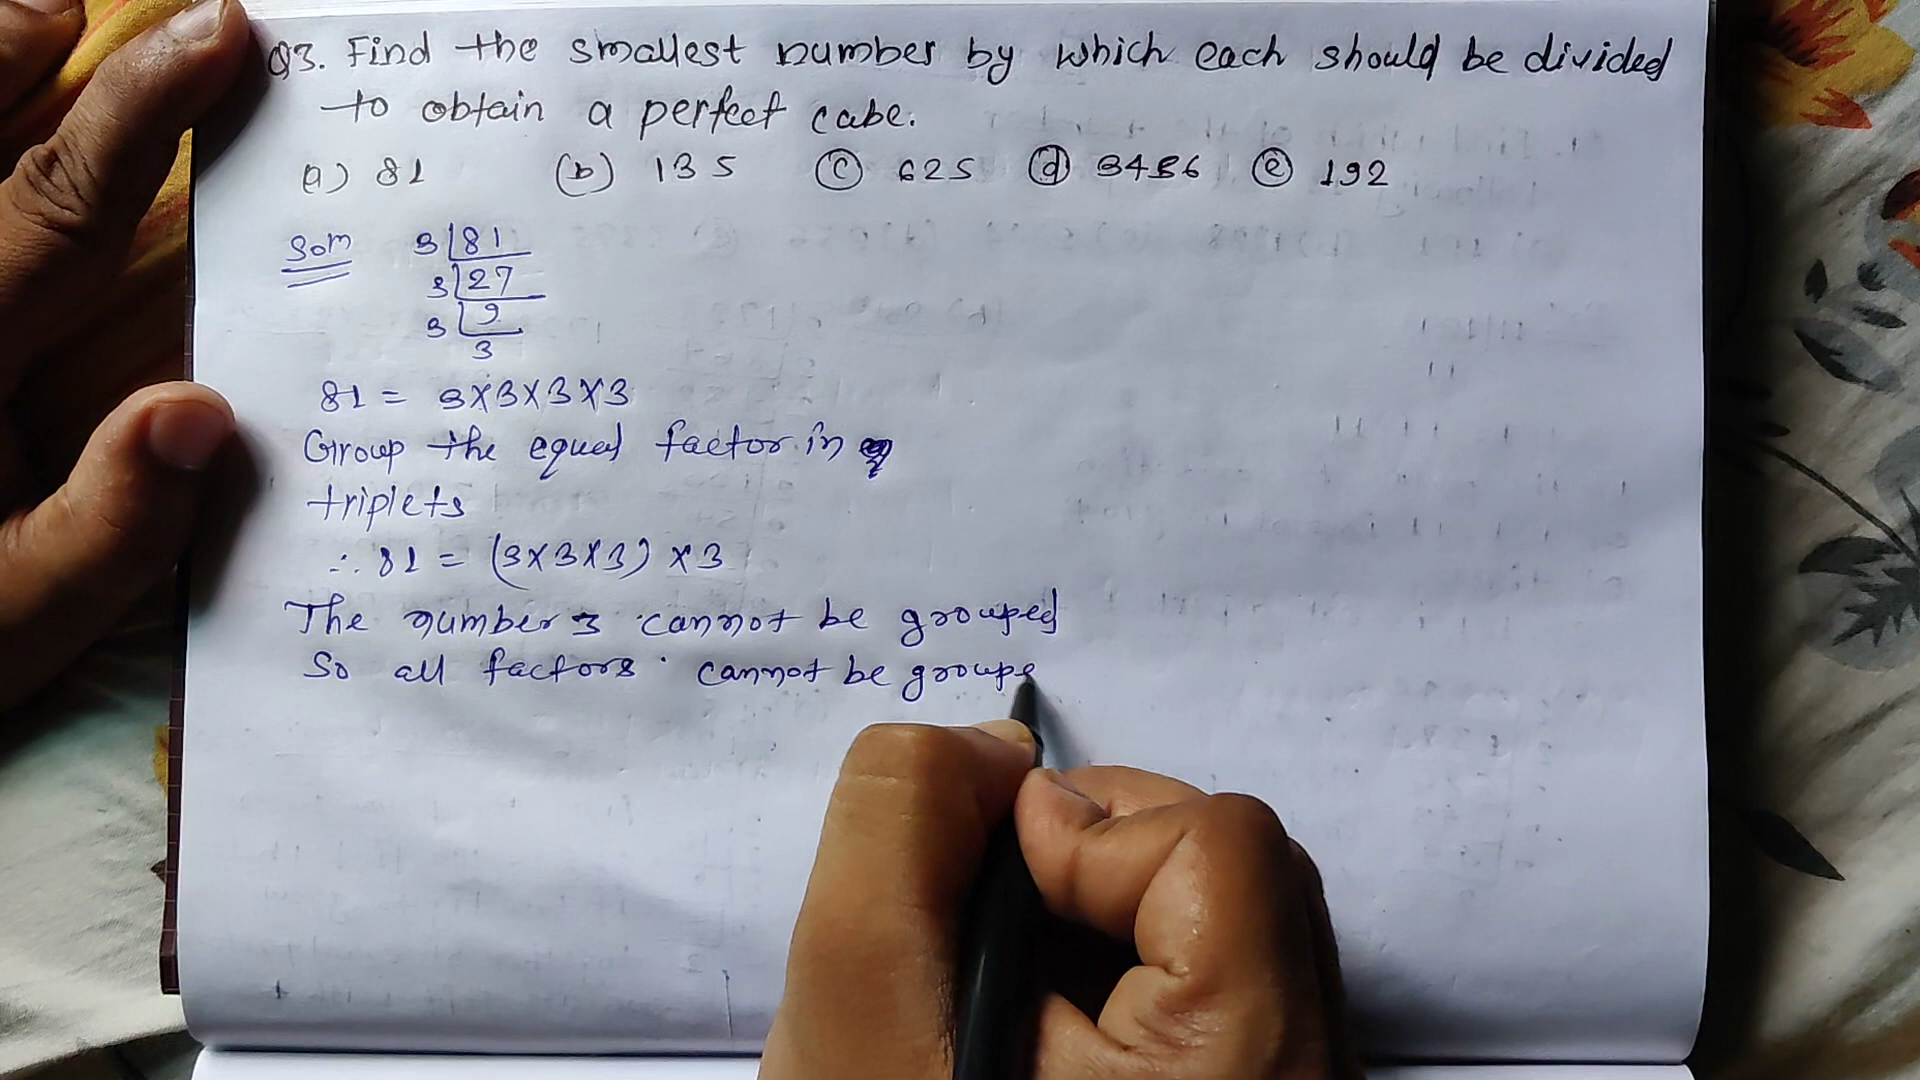 Q3. Find the smallest number by which each should be divided
to obtain a perfect cube.
(a) 81 (b) 135 (c) 625 (d) 3456 (e) 192
Soln 3 81
3 27
3 9
3
81 = 3×3×3×3
Group the equal factor in
triplets
∴ 81 = (3×3×3) ×3
The number 3 cannot be grouped
So all factors cannot be groupe